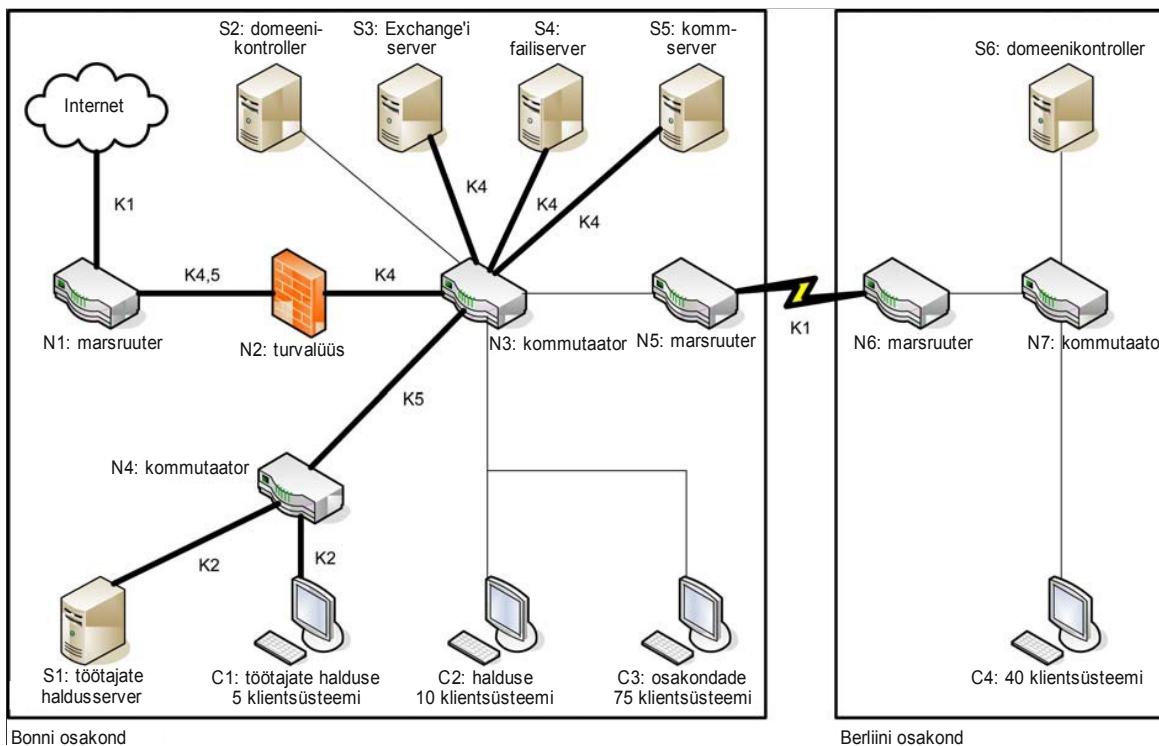 S2: domeeni-
kontroller
S3: Exchange'i
server
S4:
failiserver
S5: komm-
server
S6: domeenikontroller
Internet
K1
K4
K4
K4
K4,5
K4
N1: marsruuter
N2: turvalüüs
N3: kommutaator
N5: marsruuter
K1
N6: marsruuter
N7: kommutaator
K5
N4: kommutaator
K2
K2
S1: töötajate
haldusserver
C1: töötajate halduse
5 klientsüsteemi
C2: halduse
10 klientsüsteemi
C3: osakondade
75 klientsüsteemi
C4: 40 klientsüsteemi
Bonni osakond
Berliini osakond